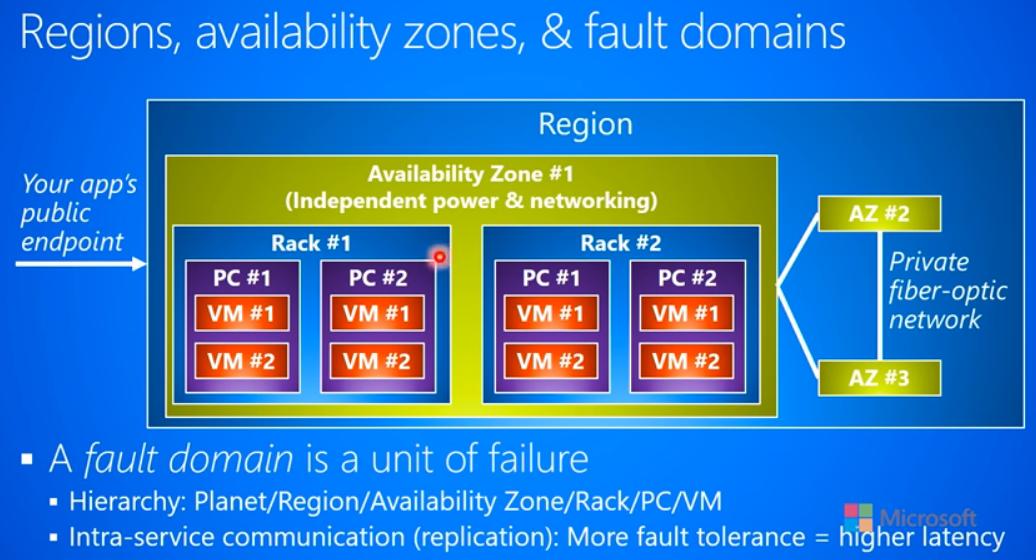 Regions, availability zones, & fault domains
Region
Your app's
public
endpoint
Availability Zone #1
(Independent power & networking)
Rack #1
PC #1
VM #1
VM #2
PC #2
VM #1
VM #2
Rack #2
PC #1
VM #1
VM #2
PC #2
VM #1
VM #2
AZ #2
Private
fiber-optic
network
AZ #3
▪ A fault domain is a unit of failure
▪ Hierarchy: Planet/Region/Availability Zone/Rack/PC/VM
▪ Intra-service communication (replication): More fault tolerance = higher latency
Microsoft